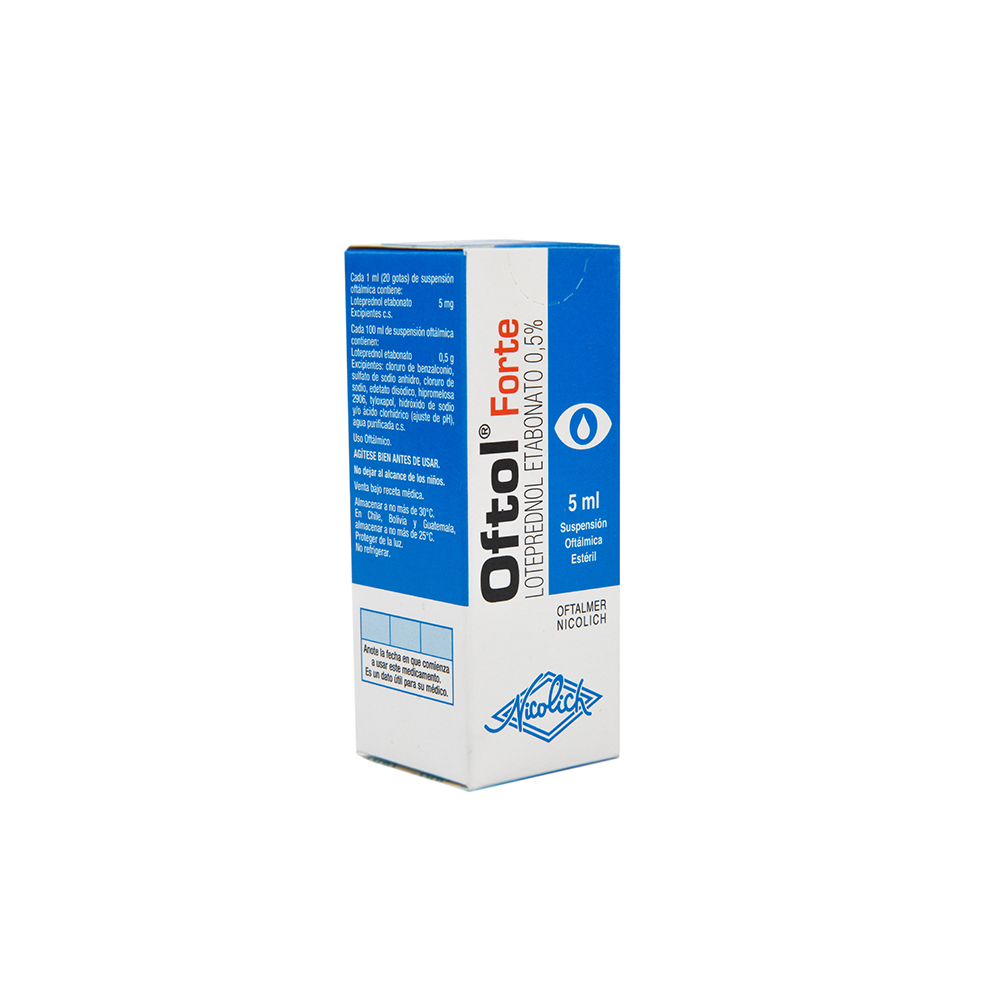 Cada 1 ml (20 gotas) de suspensión
oftálmica contiene:
Loteprednol etabonato 5 mg
Excipientes c.s.
Cada 100 ml de suspensión oftálmica
contienen:
Loteprednol etabonato 0,5 g
Excipientes: cloruro de benzalconio,
sulfato de sodio anhidro, cloruro de
sodio, edetato disódico, hipromelosa
2906, tyloxapol, hidróxido de sodio
y/o ácido clorhídrico (ajuste de pH),
agua purificada c.s.
Uso Oftálmico.
AGÍTESE BIEN ANTES DE USAR.
No dejar al alcance de los niños.
Venta bajo receta médica.
Almacenar a no más de 30°C.
En Chile, Bolivia y Guatemala,
almacenar a no más de 25°C.
Proteger de la luz.
No refrigerar.
Anote la fecha en que comienza
a usar este medicamento.
Es un dato útil para su médico.
Oftol® Forte
LOTEPREDNOL ETABONATO 0,5%
5 ml
Suspensión
Oftálmica
Estéril
OFTALMER
NICOLICH
Nicolich